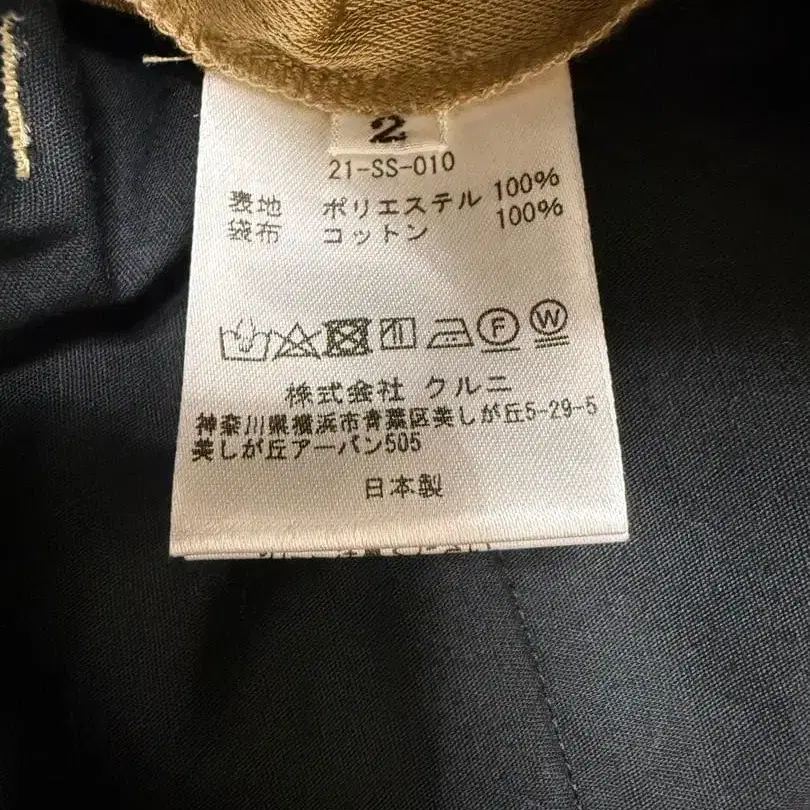 2
21-SS-010
表地 ポリエステル 100%
袋布 コットン 100%
F W
株式会社 クルニ
神奈川県横浜市青葉区美しが丘5-29-5
美しが丘アーバン505
日本製